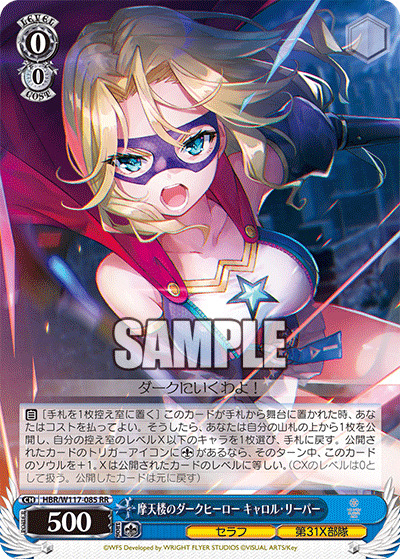 LEVEL
0
0
COST
SAMPLE
ダークにいくわよ！
【自】[手札を1枚控え室に置く] このカードが手札から舞台に置かれた時、あな
たはコストを払ってよい。そうしたら、あなたは自分の山札の上から1枚を公
開し、自分の控え室のレベルX以下のキャラを1枚選び、手札に戻す。公開され
たカードのトリガーアイコンにがあるなら、そのターン中、このカード
のソウルを＋1。Xは公開されたカードのレベルに等しい。(CXのレベルは0と
して扱う。公開したカードは元に戻す)
CH HBR/W117-085 RR
POWER
500
摩天楼のダークヒーロー キャロル・リーパー
セラフ
第31X部隊
©WFS Developed by WRIGHT FLYER STUDIOS ©VISUAL ARTS/Key